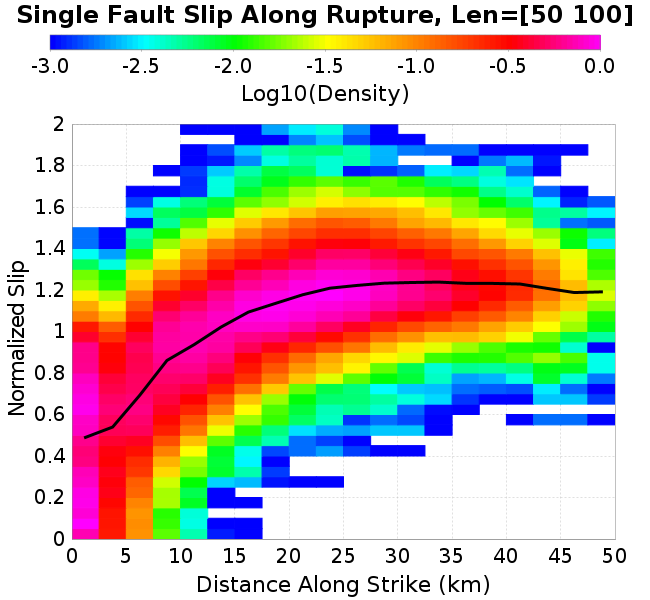 Single Fault Slip Along Rupture, Len=[50 100]
-3.0 -2.5 -2.0 -1.5 -1.0 -0.5 0.0
Log10(Density)
2
1.8
1.6
1.4
1.2
1
0.8
0.6
0.4
0.2
0
Normalized Slip
0 5 10 15 20 25 30 35 40 45 50
Distance Along Strike (km)